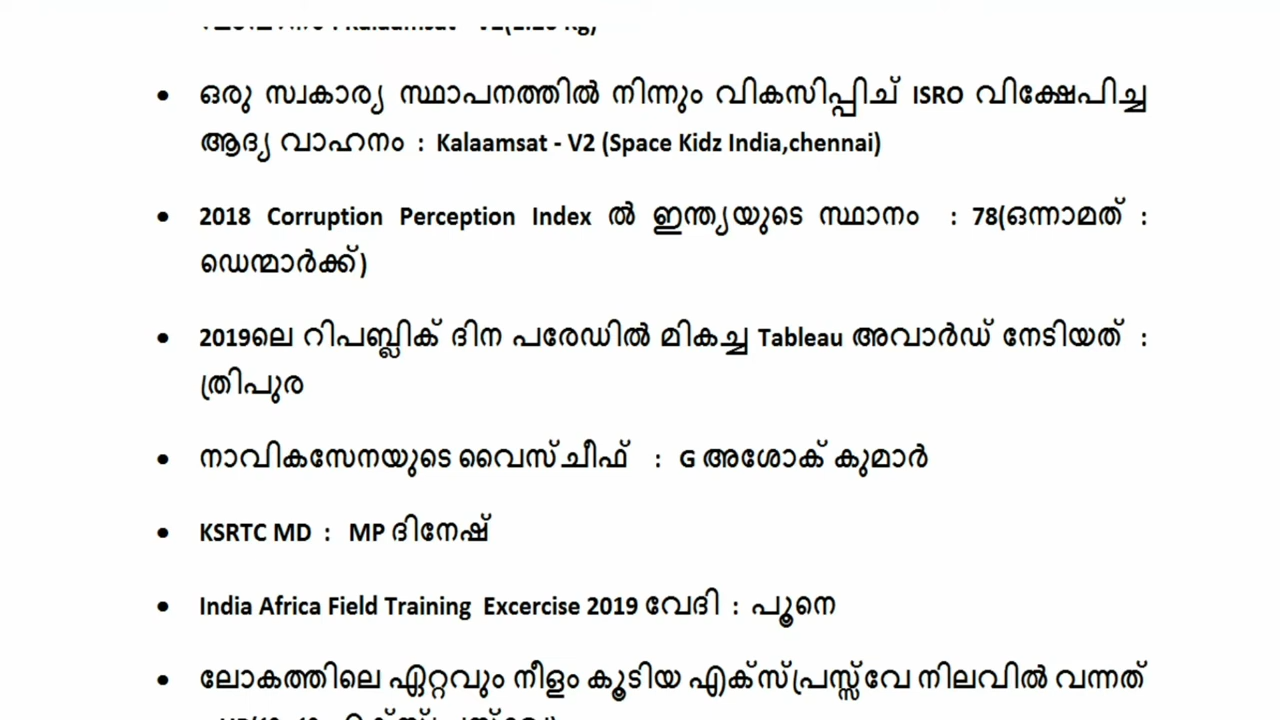 • ഒരു സ്വകാര്യ സ്ഥാപനത്തിൽ നിന്നും വികസിപ്പിച് ISRO വിക്ഷേപിച്ച
ആദ്യ വാഹനം : Kalaamsat - V2 (Space Kidz India,chennai)
• 2018 Corruption Perception Index ൽ ഇന്ത്യയുടെ സ്ഥാനം : 78(ഒന്നാമത് :
ഡെന്മാർക്ക്)
• 2019ലെ റിപബ്ലിക് ദിന പരേഡിൽ മികച്ച Tableau അവാർഡ് നേടിയത് :
ത്രിപുര
• നാവികസേനയുടെ വൈസ്ചീഫ് : G അശോക് കുമാർ
• KSRTC MD : MP ദിനേഷ്
• India Africa Field Training Excercise 2019 വേദി : പൂനെ
• ലോകത്തിലെ ഏറ്റവും നീളം കൂടിയ എക്സ്പ്രസ്സ്വേ നിലവിൽ വന്നത്